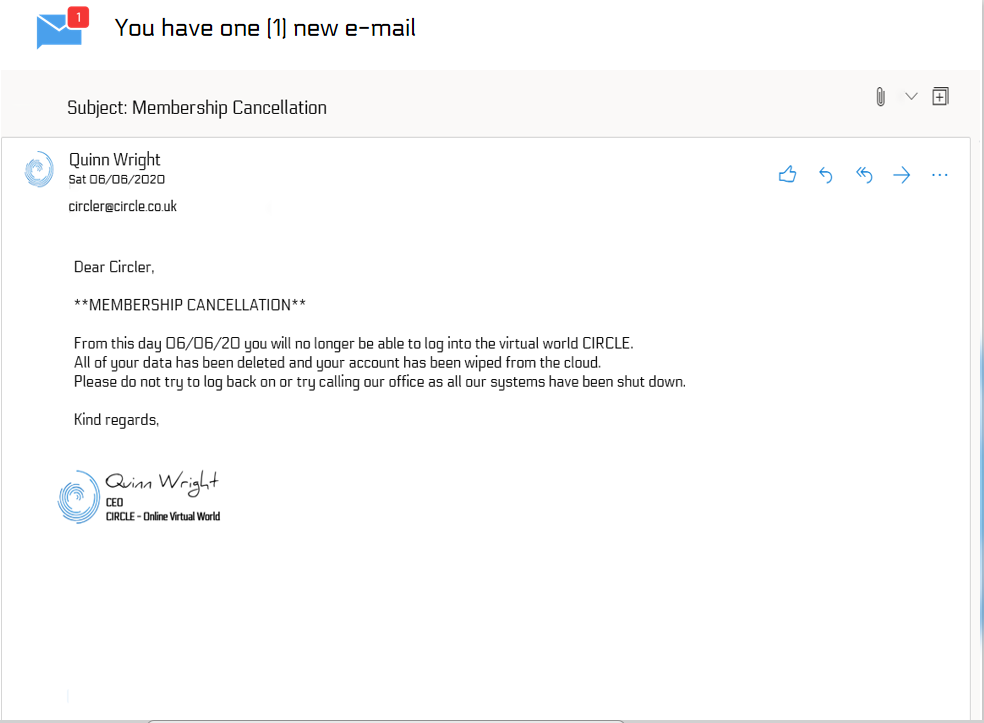 1
You have one (1) new e-mail
Subject: Membership Cancellation
Quinn Wright
Sat 06/06/2020
circler@circle.co.uk
Dear Circler,
**MEMBERSHIP CANCELLATION**
From this day 06/06/20 you will no longer be able to log into the virtual world CIRCLE.
All of your data has been deleted and your account has been wiped from the cloud.
Please do not try to log back on or try calling our office as all our systems have been shut down.
Kind regards,
Quinn Wright
CEO
CIRCLE - Online Virtual World